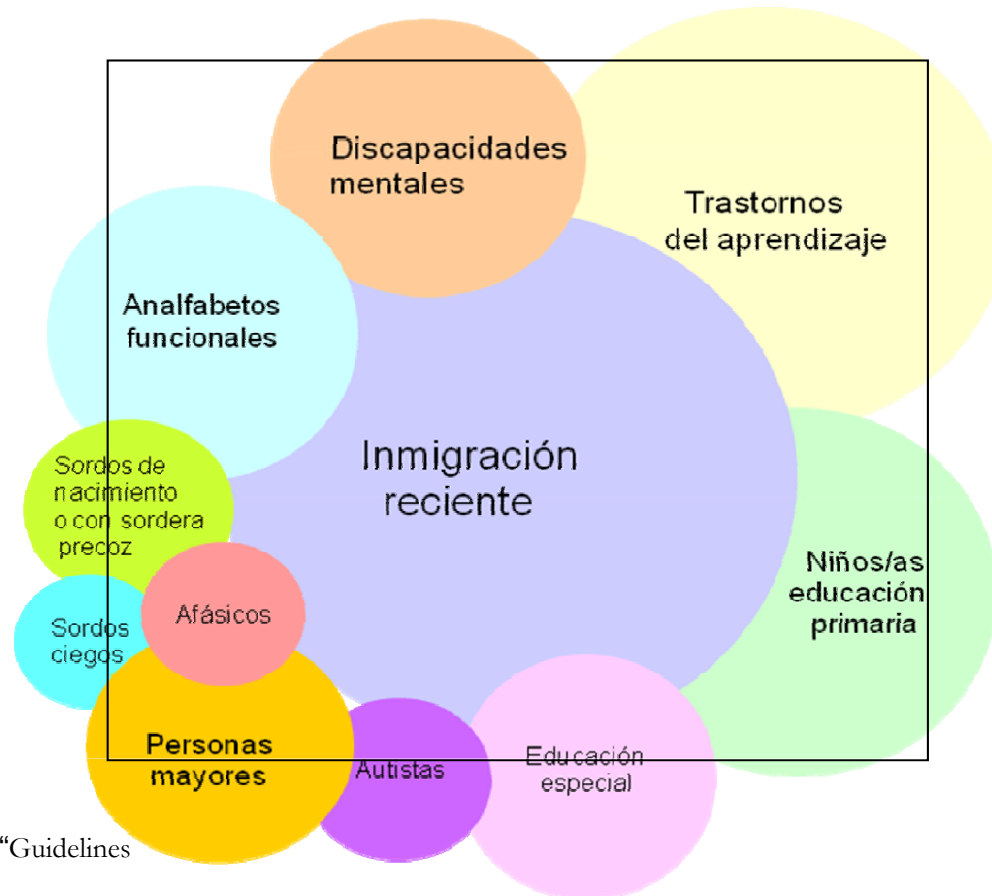 Discapacidades
mentales
Trastornos
del aprendizaje
Analfabetos
funcionales
Inmigración
reciente
Sordos de
nacimiento
o con sordera
precoz
Niños/as
educación
primaria
Afásicos
Sordos
ciegos
Personas
mayores
Autistas
Educación
especial
“Guidelines